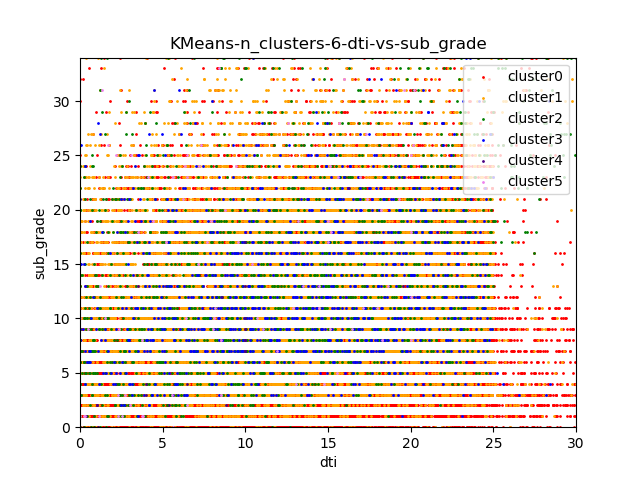 KMeans-n_clusters-6-dti-vs-sub_grade
cluster0
cluster1
cluster2
cluster3
cluster4
cluster5
30
25
20
15
10
5
0
sub_grade
0 5 10 15 20 25 30
dti